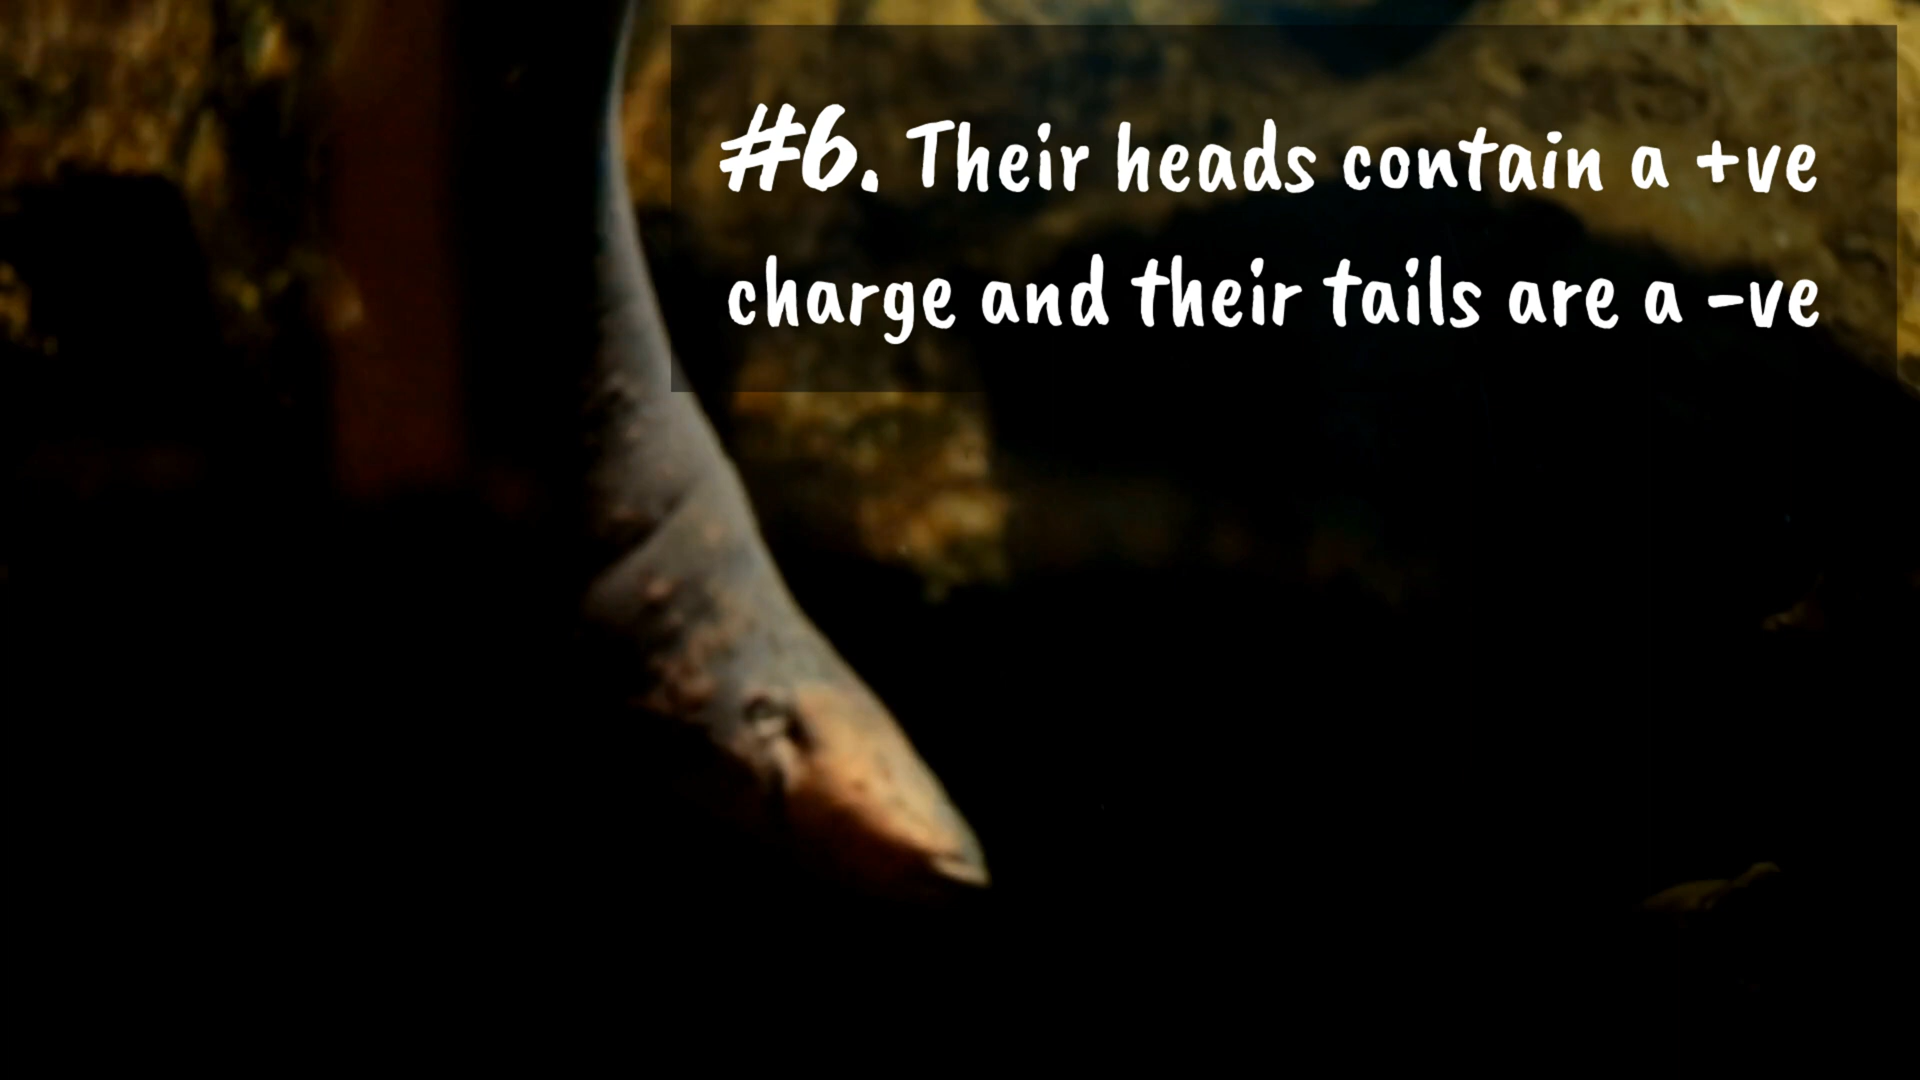 #6. Their heads contain a +ve
charge and their tails are a -ve